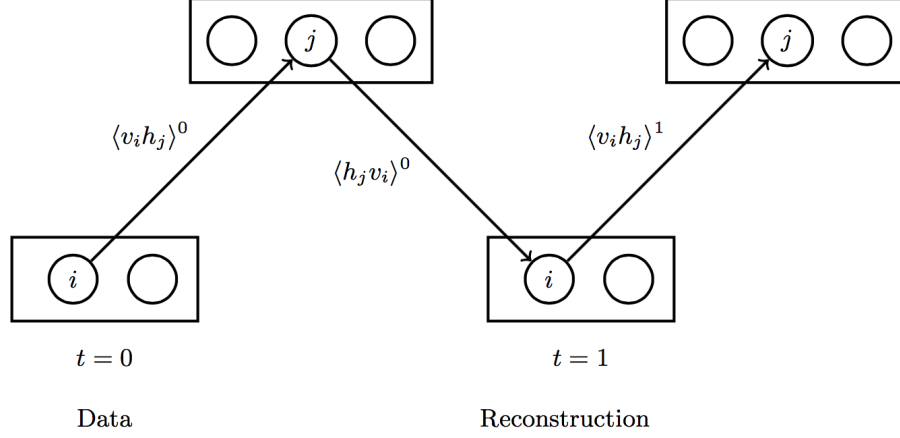 j
j
⟨v_i h_j⟩^0
⟨v_i h_j⟩^1
⟨h_j v_i⟩^0
i
i
t = 0
t = 1
Data
Reconstruction